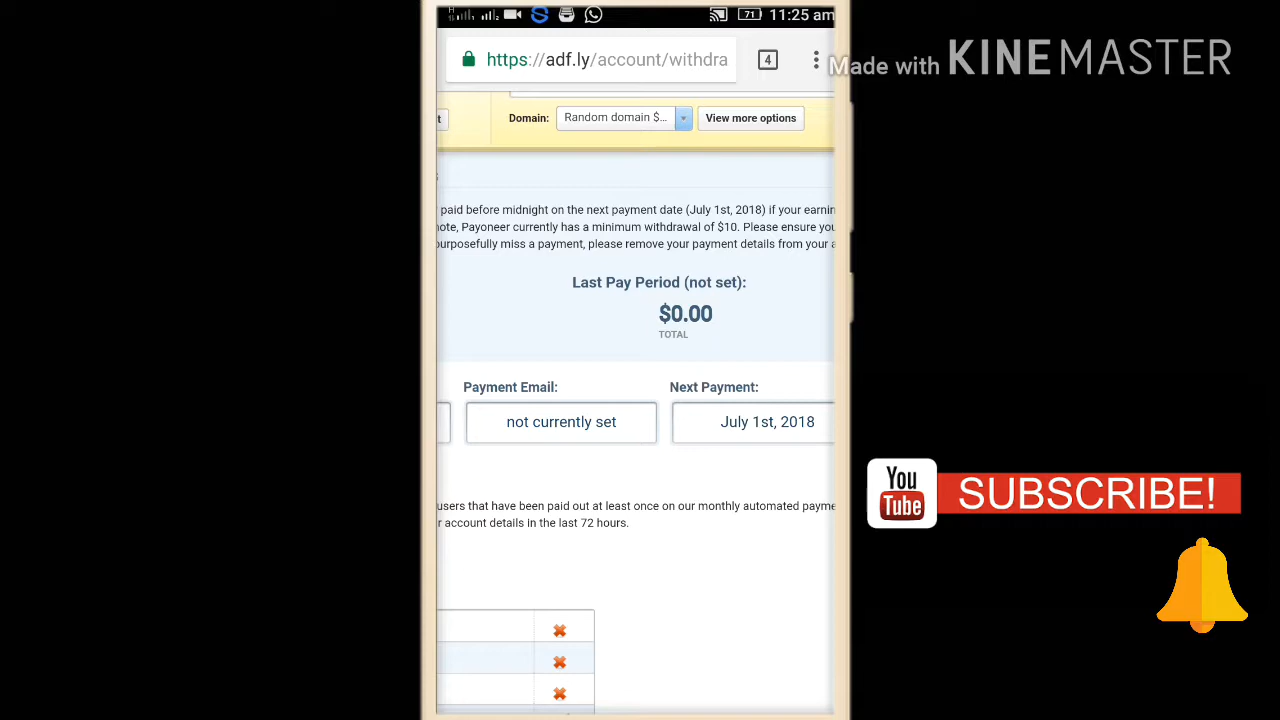 H
71
11:25 am
https://adf.ly/account/withdra
4
Made with KINEMASTER
t
Domain:
Random domain $...
View more options
paid before midnight on the next payment date (July 1st, 2018) if your earnin
note, Payoneer currently has a minimum withdrawal of $10. Please ensure you
purposefully miss a payment, please remove your payment details from your a
Last Pay Period (not set):
$0.00
TOTAL
Payment Email:
Next Payment:
not currently set
July 1st, 2018
users that have been paid out at least once on our monthly automated payme
r account details in the last 72 hours.
You
Tube
SUBSCRIBE!